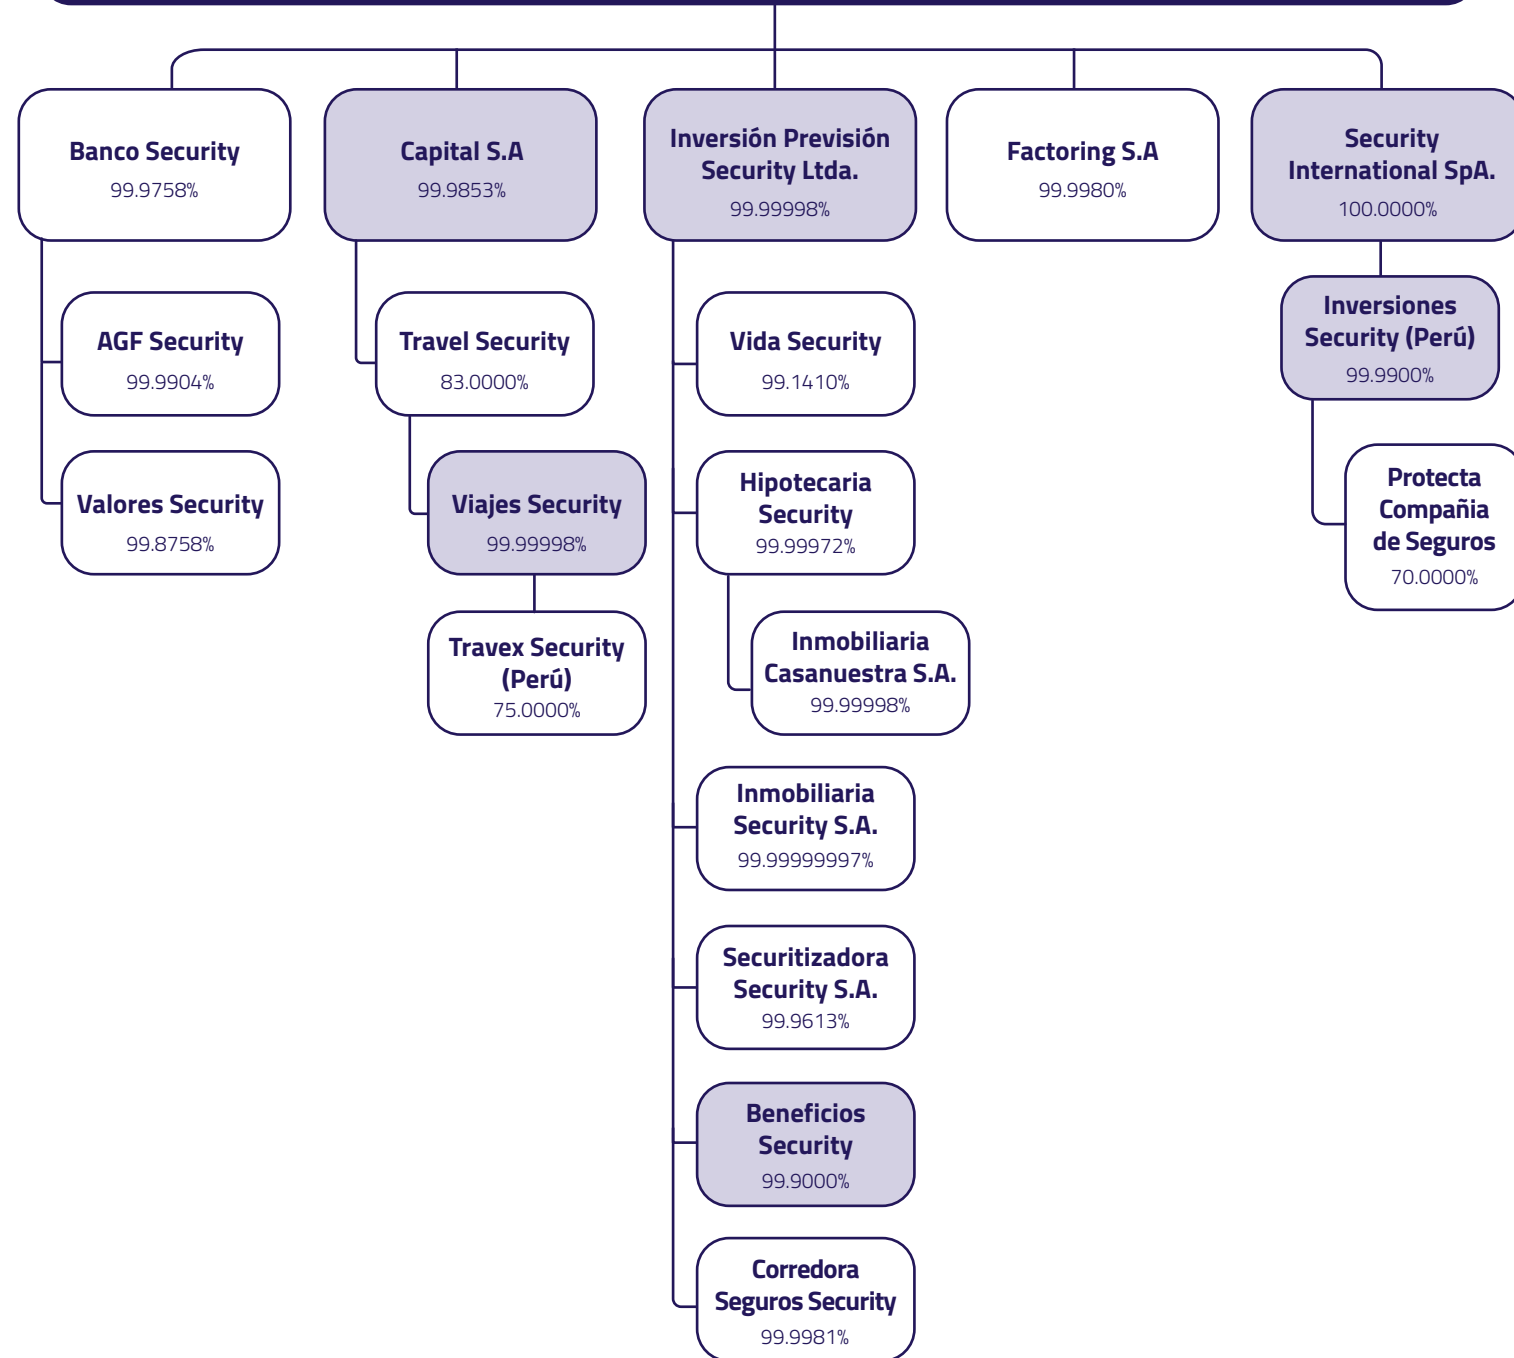 Banco Security
99.9758%
Capital S.A
99.9853%
Inversión Previsión
Security Ltda.
99.99998%
Factoring S.A
99.9980%
Security
International SpA.
100.0000%
AGF Security
99.9904%
Valores Security
99.8758%
Travel Security
83.0000%
Viajes Security
99.99998%
Travex Security
(Perú)
75.0000%
Vida Security
99.1410%
Hipotecaria
Security
99.99972%
Inmobiliaria
Casanuestra S.A.
99.99998%
Inmobiliaria
Security S.A.
99.99999997%
Securitizadora
Security S.A.
99.9613%
Beneficios
Security
99.9000%
Corredora
Seguros Security
99.9981%
Inversiones
Security (Perú)
99.9900%
Protecta
Compañia
de Seguros
70.0000%